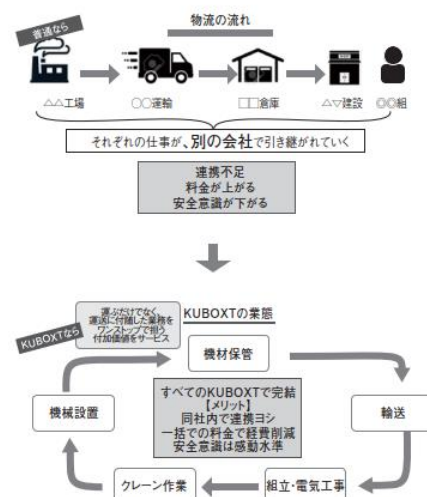 普通なら
物流の流れ
△△工場
○○運輸
□□倉庫
△▽建設
◎◎組
それぞれの仕事が、別の会社で引き継がれていく
連携不足
料金が上がる
安全意識が下がる
KUBOXTなら
運ぶだけでなく、
運送に付随した業務を
ワンストップで担う
付加価値をサービス
KUBOXTの業態
機材保管
すべてのKUBOXTで完結
【メリット】
同社内で連携ヨシ
一括での料金で経費削減
安全意識は感動水準
機械設置
輸送
クレーン作業
組立・電気工事